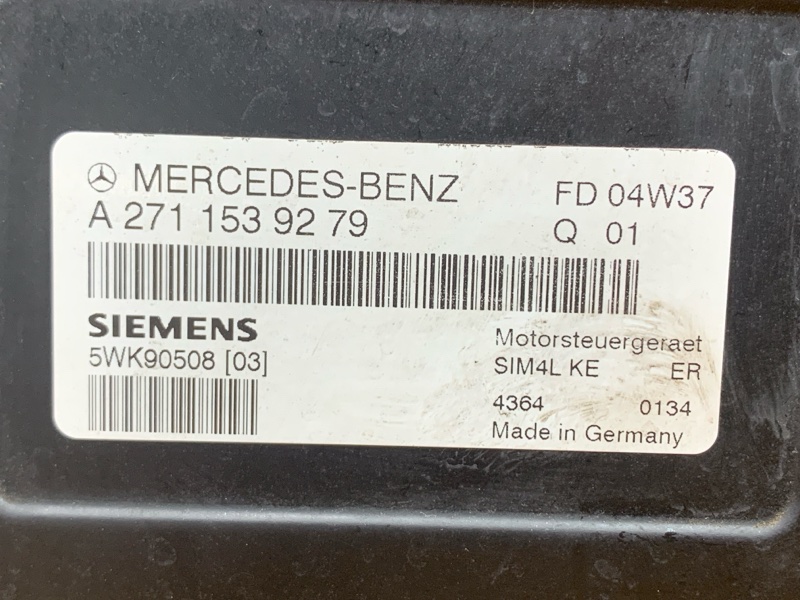 MERCEDES-BENZ FD 04W37
A 271 153 92 79 Q 01
SIEMENS
5WK90508 [03]
Motorsteuergeraet
SIM4L KE ER
4364 0134
Made in Germany